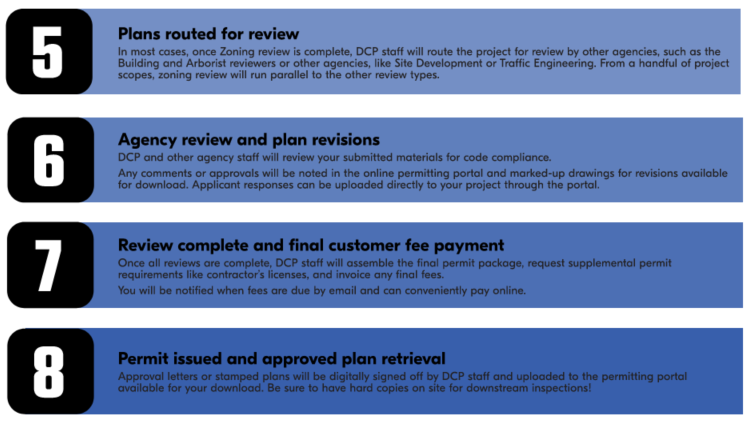 5
Plans routed for review
In most cases, once Zoning review is complete, DCP staff will route the project for review by other agencies, such as the
Building and Arborist reviewers or other agencies, like Site Development or Traffic Engineering. From a handful of project
scopes, zoning review will run parallel to the other review types.
6
Agency review and plan revisions
DCP and other agency staff will review your submitted materials for code compliance.
Any comments or approvals will be noted in the online permitting portal and marked-up drawings for revisions available
for download. Applicant responses can be uploaded directly to your project through the portal.
7
Review complete and final customer fee payment
Once all reviews are complete, DCP staff will assemble the final permit package, request supplemental permit
requirements like contractor's licenses, and invoice any final fees.
You will be notified when fees are due by email and can conveniently pay online.
8
Permit issued and approved plan retrieval
Approval letters or stamped plans will be digitally signed off by DCP staff and uploaded to the permitting portal
available for your download. Be sure to have hard copies on site for downstream inspections!